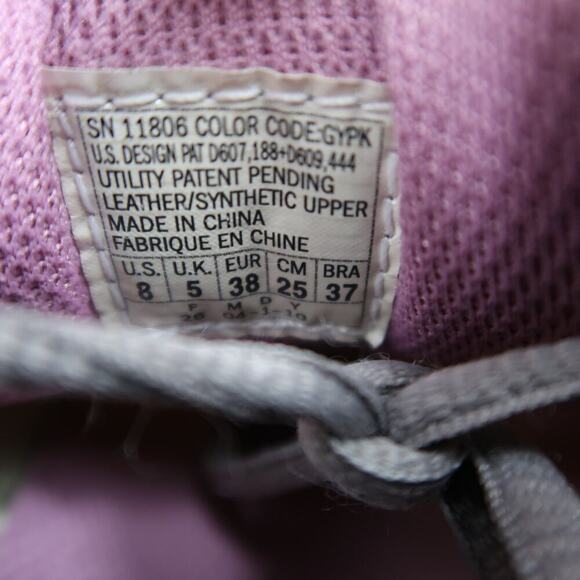 SN 11806 COLOR CODE:GYPK
U.S. DESIGN PAT D607,188+D609,444
UTILITY PATENT PENDING
LEATHER/SYNTHETIC UPPER
MADE IN CHINA
FABRIQUE EN CHINE
U.S. U.K. EUR CM BRA
8 5 38 25 37
F M D